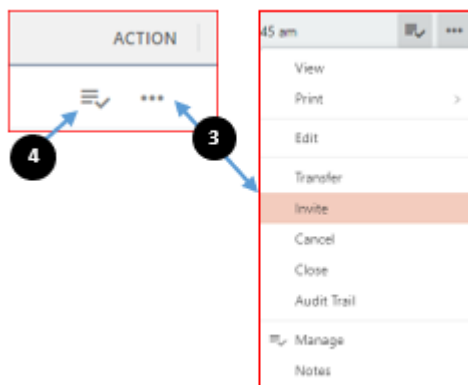 ACTION
4
3
45 am
View
Print
Edit
Transfer
Invite
Cancel
Close
Audit Trail
Manage
Notes